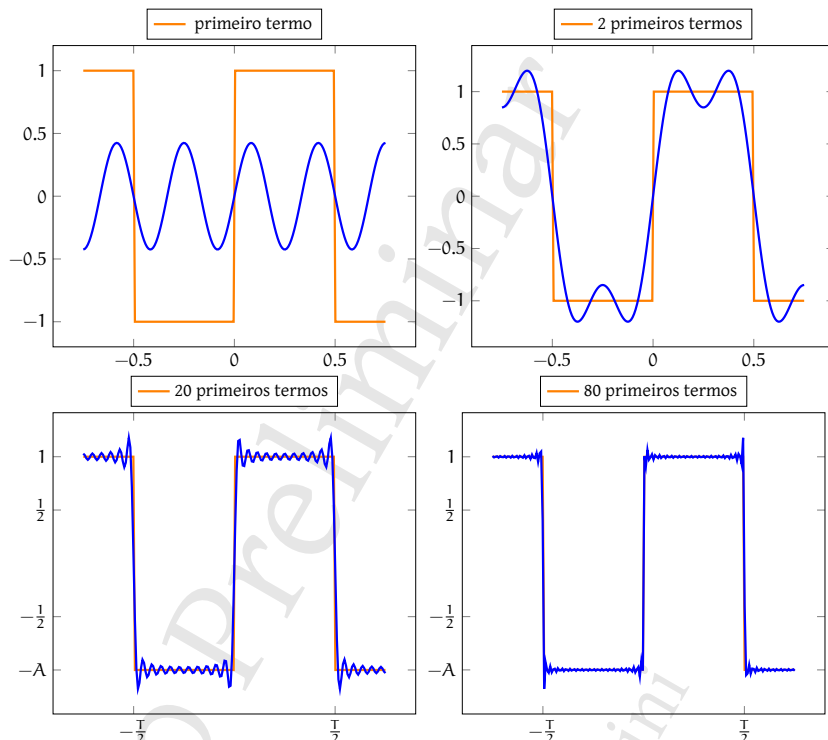 primeiro termo
2 primeiros termos
1
0.5
0
−0.5
−1
−0.5 0 0.5
1
0.5
0
−0.5
−1
−0.5 0 0.5
20 primeiros termos
80 primeiros termos
1
1/2
−1/2
−A
−T/2 T/2
1
1/2
−1/2
−A
−T/2 T/2
Preliminar